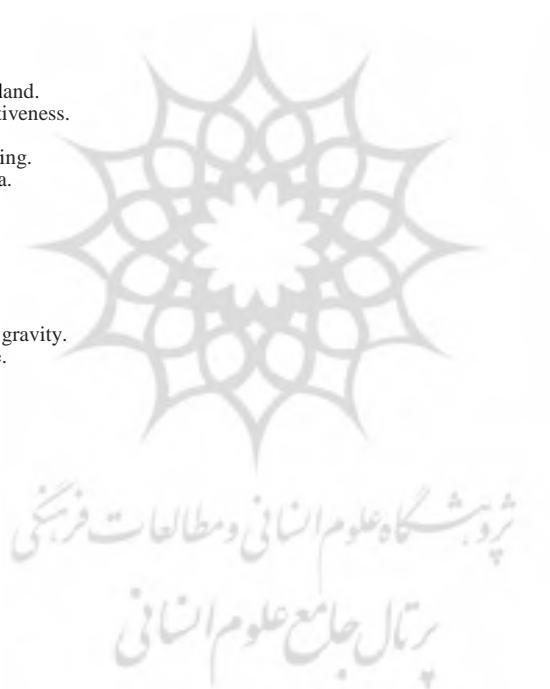 land.
tiveness.
ing.
a.
gravity.
.
پژوهشگاه علوم انسانی و مطالعات فرهنگی
پرتال جامع علوم انسانی